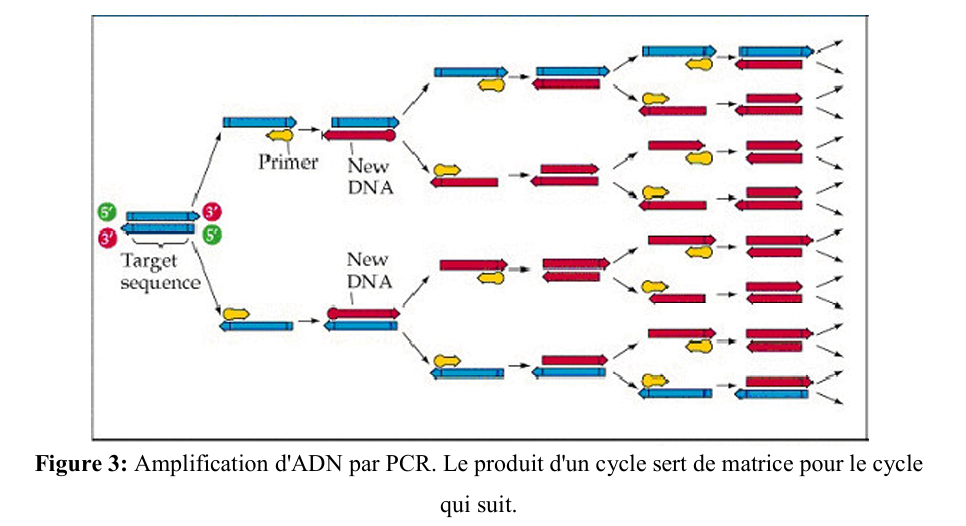 Primer
New
DNA
5' 3'
3' 5'
Target
sequence
New
DNA
Figure 3: Amplification d'ADN par PCR. Le produit d'un cycle sert de matrice pour le cycle
qui suit.